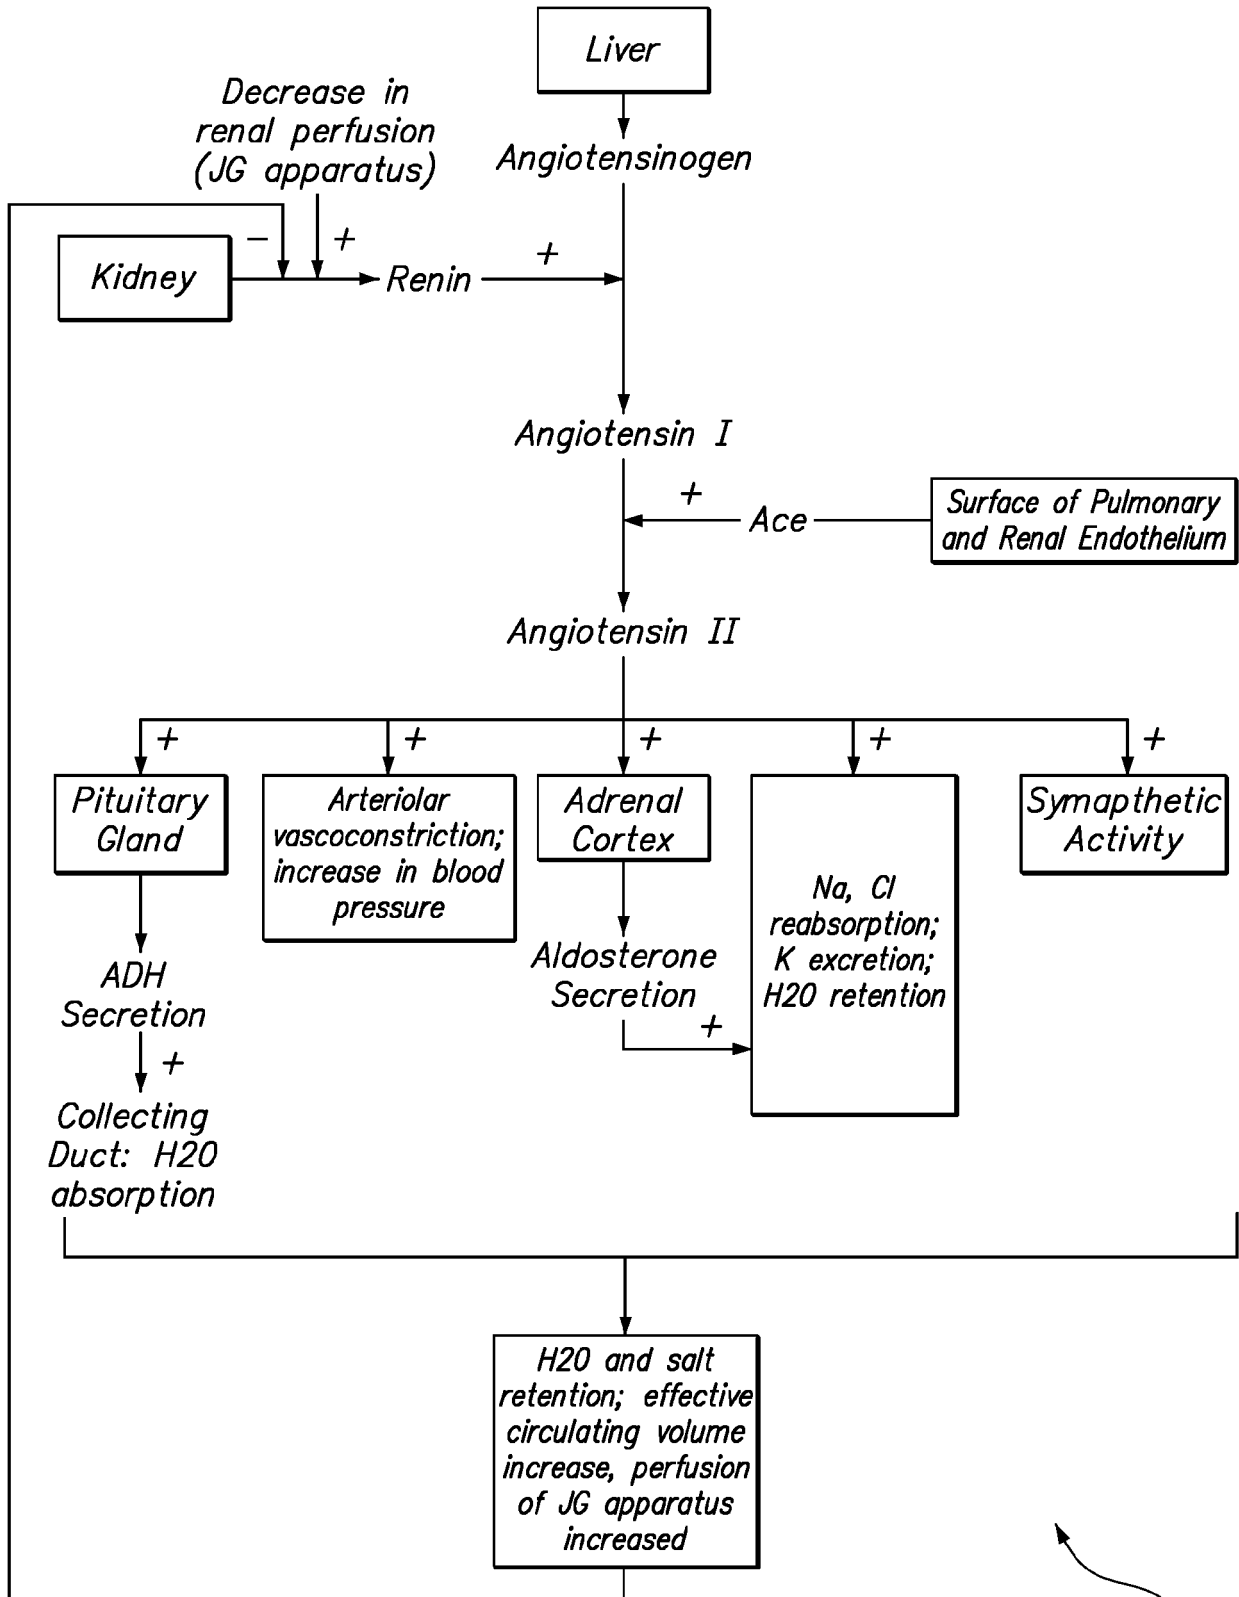 Liver
Decrease in
renal perfusion
(JG apparatus)
Angiotensinogen
−
+
Kidney
Renin
+
Angiotensin I
+
Ace
Surface of Pulmonary
and Renal Endothelium
Angiotensin II
+
+
+
+
+
Pituitary
Gland
Arteriolar
vascoconstriction;
increase in blood
pressure
Adrenal
Cortex
Na, Cl
reabsorption;
K excretion;
H20 retention
Symapthetic
Activity
ADH
Secretion
+
Collecting
Duct: H20
absorption
Aldosterone
Secretion
+
H20 and salt
retention; effective
circulating volume
increase, perfusion
of JG apparatus
increased